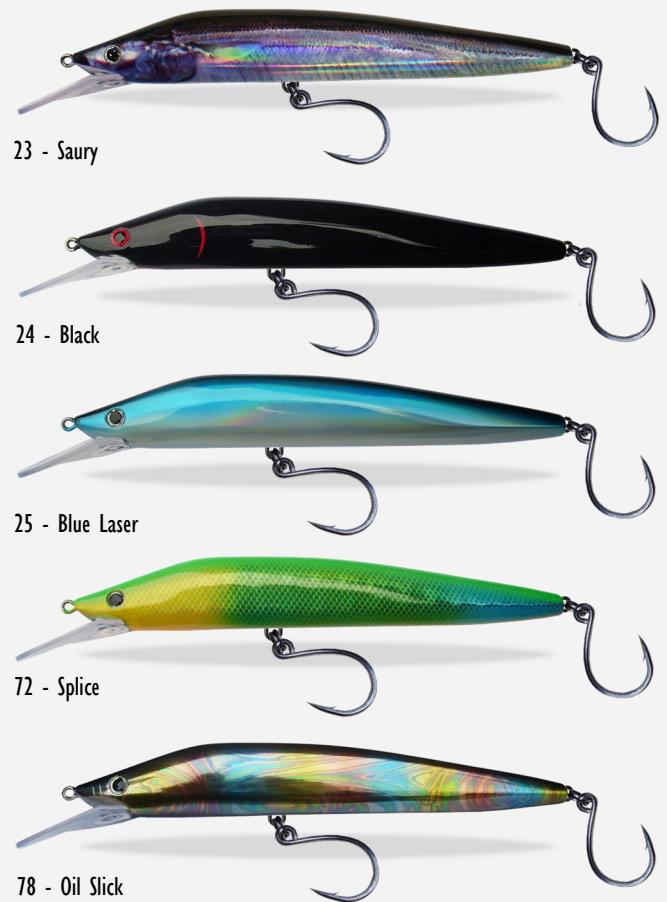 23 - Saury
24 - Black
25 - Blue Laser
72 - Splice
78 - Oil Slick